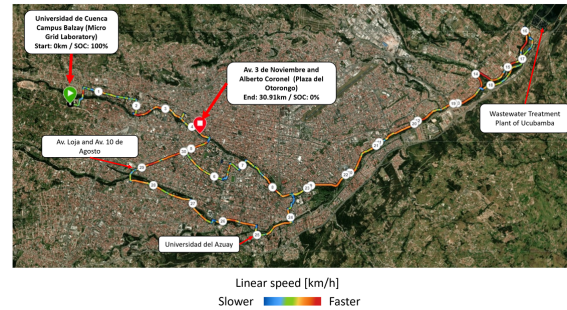 Universidad de Cuenca
Campus Balzay (Micro
Grid Laboratory)
Start: 0km / SOC: 100%
Av. 3 de Noviembre and
Alberto Coronel (Plaza del
Otorongo)
End: 30.91km / SOC: 0%
Wastewater Treatment
Plant of Ucubamba
Av. Loja and Av. 10 de
Agosto
Universidad del Azuay
Linear speed [km/h]
Slower
Faster